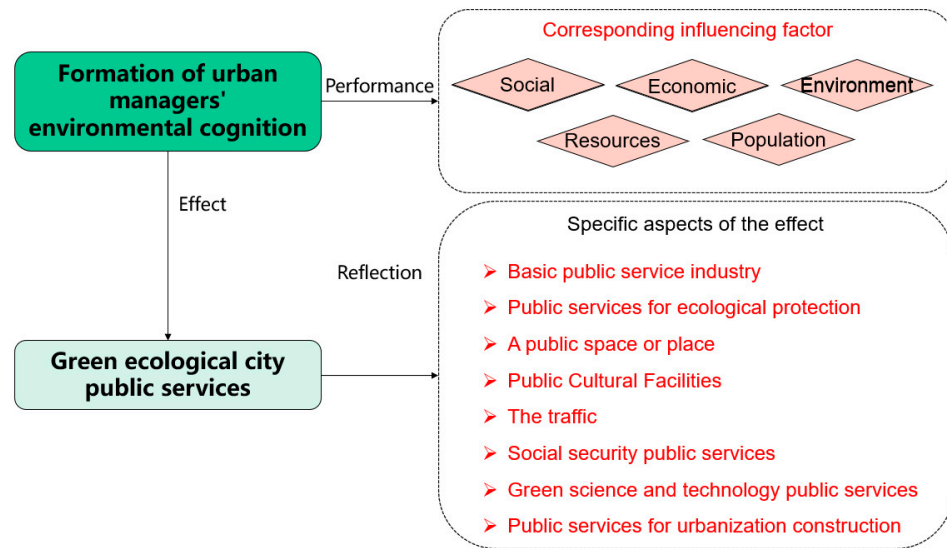 Corresponding influencing factor
Formation of urban
managers'
environmental cognition
Performance
Social
Economic
Environment
Resources
Population
Effect
Specific aspects of the effect
Reflection
Basic public service industry
Public services for ecological protection
A public space or place
Public Cultural Facilities
The traffic
Social security public services
Green science and technology public services
Public services for urbanization construction
Green ecological city
public services